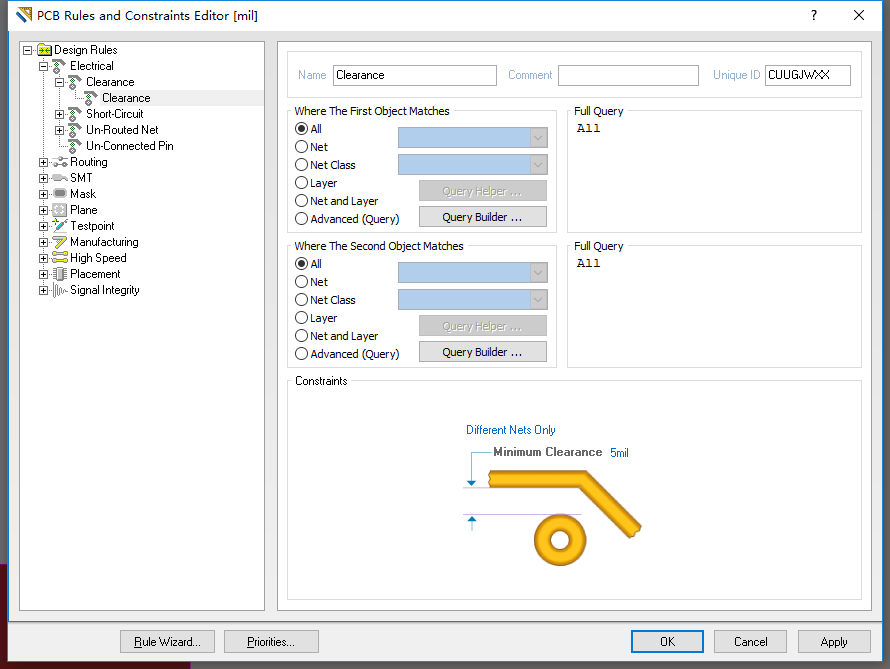 PCB Rules and Constraints Editor [mil]
?
Design Rules
Electrical
Clearance
Clearance
Short-Circuit
Un-Routed Net
Un-Connected Pin
Routing
SMT
Mask
Plane
Testpoint
Manufacturing
High Speed
Placement
Signal Integrity
Name Clearance Comment Unique ID CUUGJWXX
Where The First Object Matches
All
Net
Net Class
Layer
Net and Layer
Advanced (Query)
Query Helper ...
Query Builder ...
Full Query
All
Where The Second Object Matches
All
Net
Net Class
Layer
Net and Layer
Advanced (Query)
Query Helper ...
Query Builder ...
Full Query
All
Constraints
Different Nets Only
Minimum Clearance 5mil
Rule Wizard... Priorities... OK Cancel Apply